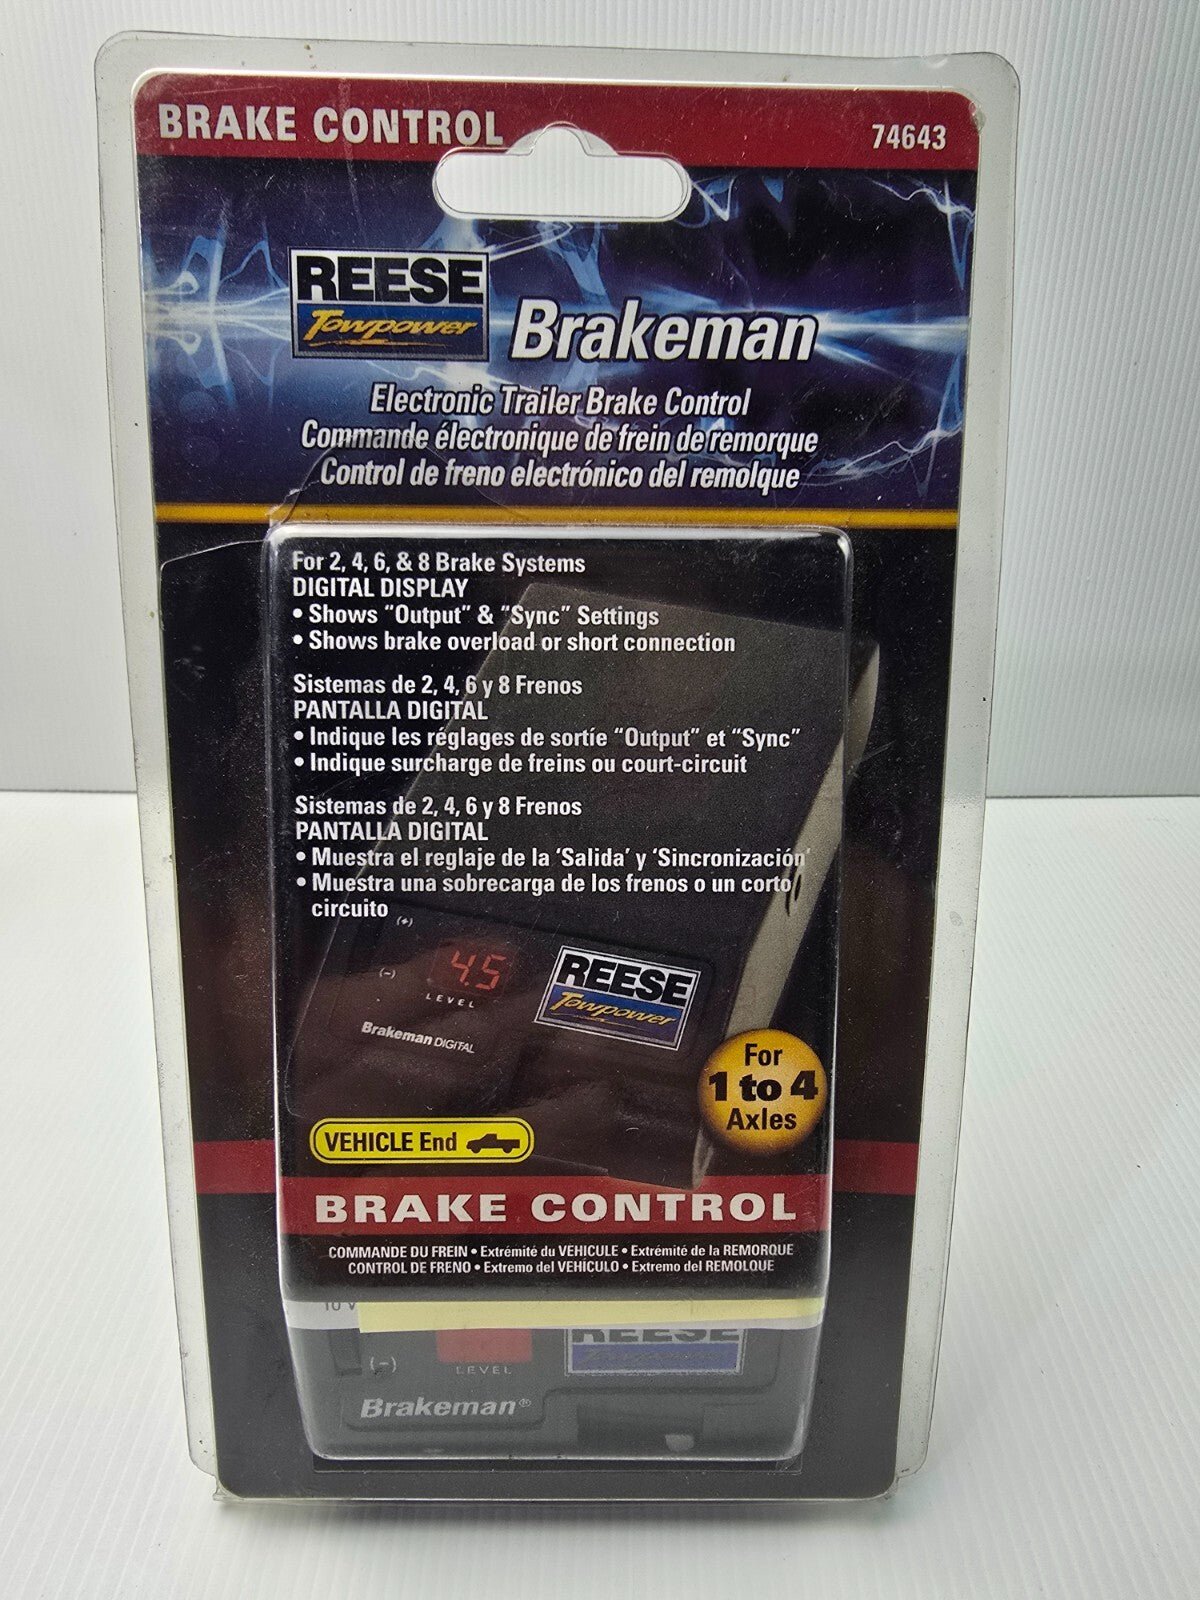 BRAKE CONTROL
74643
REESE
Towpower
Brakeman
Electronic Trailer Brake Control
Commande électronique de frein de remorque
Control de freno electrónico del remolque
For 2, 4, 6, & 8 Brake Systems
DIGITAL DISPLAY
• Shows "Output" & "Sync" Settings
• Shows brake overload or short connection
Sistemas de 2, 4, 6 y 8 Frenos
PANTALLA DIGITAL
• Indique les réglages de sortíe "Output" et "Sync"
• Indique surcharge de freins ou court-circuit
Sistemas de 2, 4, 6 y 8 Frenos
PANTALLA DIGITAL
• Muestra el reglaje de la 'Salida' y 'Sincronización'
• Muestra una sobrecarga de los frenos o un corto
circuito
(+)
(-)
4.5
LEVEL
Brakeman DIGITAL
REESE
Towpower
For
1 to 4
Axles
VEHICLE End
BRAKE CONTROL
COMMANDE DU FREIN • Extrémité du VEHICULE • Extrémité de la REMORQUE
CONTROL DE FRENO • Extremo del VEHÍCULO • Extremo del REMOLQUE
10 V
(-)
LEVEL
REESE
Towpower
Brakeman®